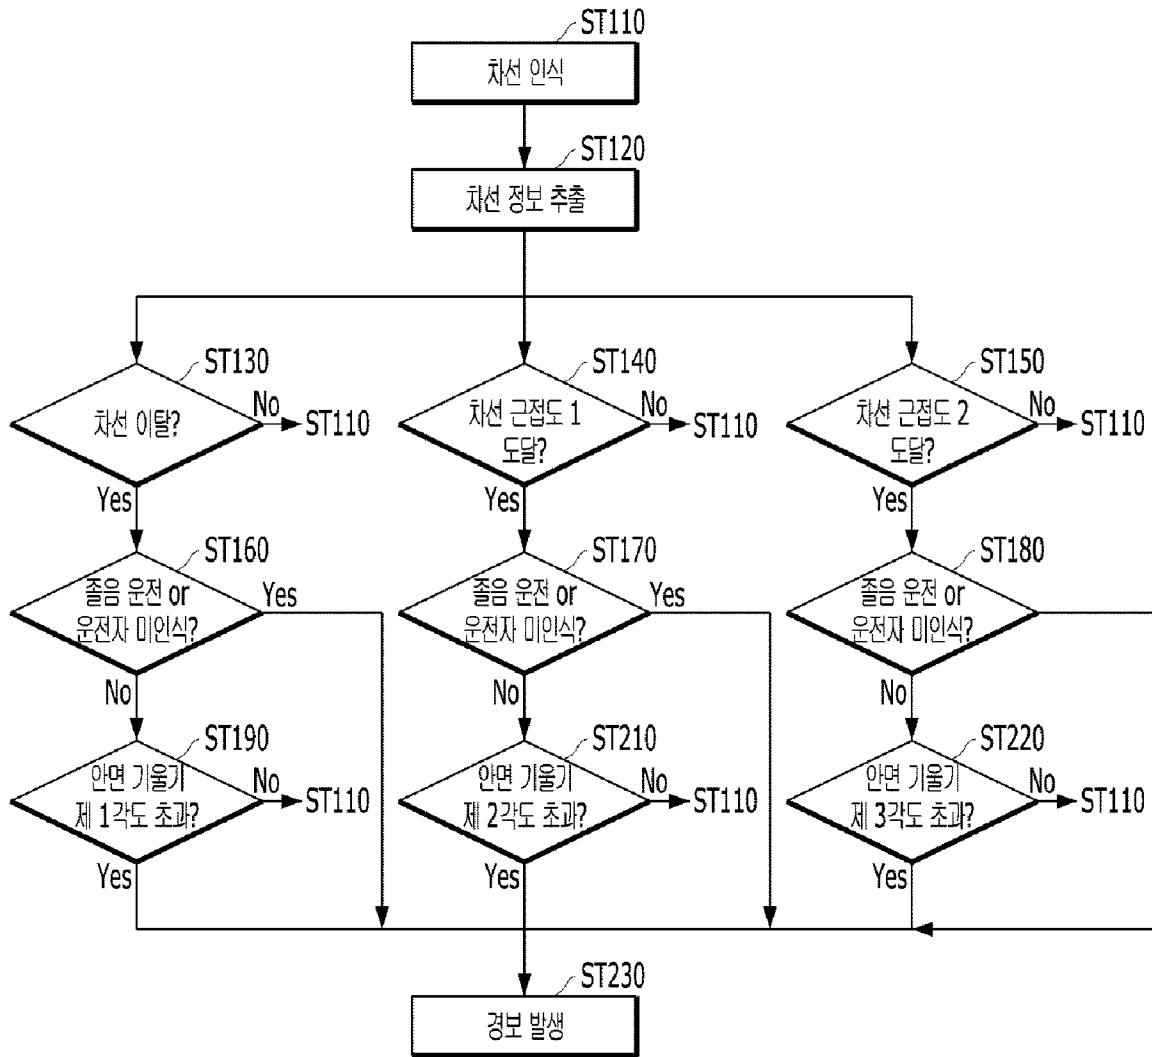 ST110
차선 인식
ST120
차선 정보 추출
ST130
차선 이탈?
No
ST110
Yes
ST140
차선 근접도 1
도달?
No
ST110
Yes
ST150
차선 근접도 2
도달?
No
ST110
Yes
ST160
졸음 운전 or
운전자 미인식?
Yes
No
ST170
졸음 운전 or
운전자 미인식?
Yes
No
ST180
졸음 운전 or
운전자 미인식?
No
ST190
안면 기울기
제 1각도 초과?
No
ST110
Yes
ST210
안면 기울기
제 2각도 초과?
No
ST110
Yes
ST220
안면 기울기
제 3각도 초과?
No
ST110
Yes
ST230
경보 발생